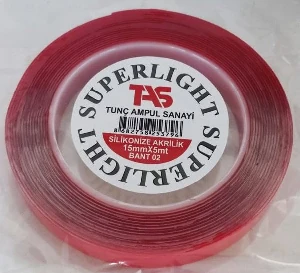 SUPERLIGHT
TAS
TUNÇ AMPUL SANAYİ
SİLİKONİZE AKRİLİK
15mmX5mt
BANT 02
SUPERLIGHT